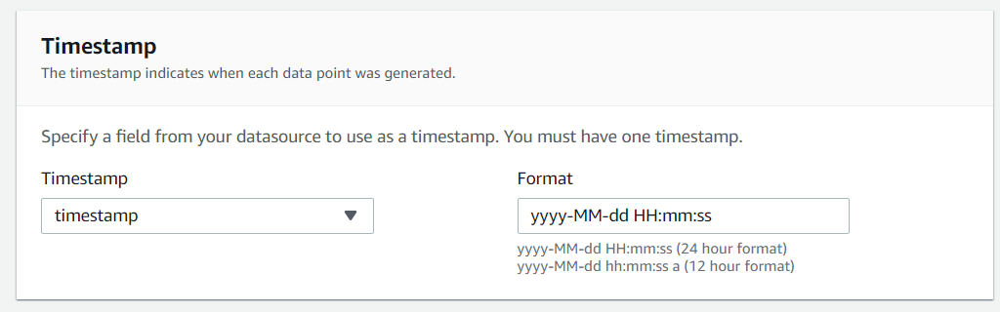 Timestamp
The timestamp indicates when each data point was generated.
Specify a field from your datasource to use as a timestamp. You must have one timestamp.
Timestamp
timestamp
Format
yyyy-MM-dd HH:mm:ss
yyyy-MM-dd HH:mm:ss (24 hour format)
yyyy-MM-dd hh:mm:ss a (12 hour format)